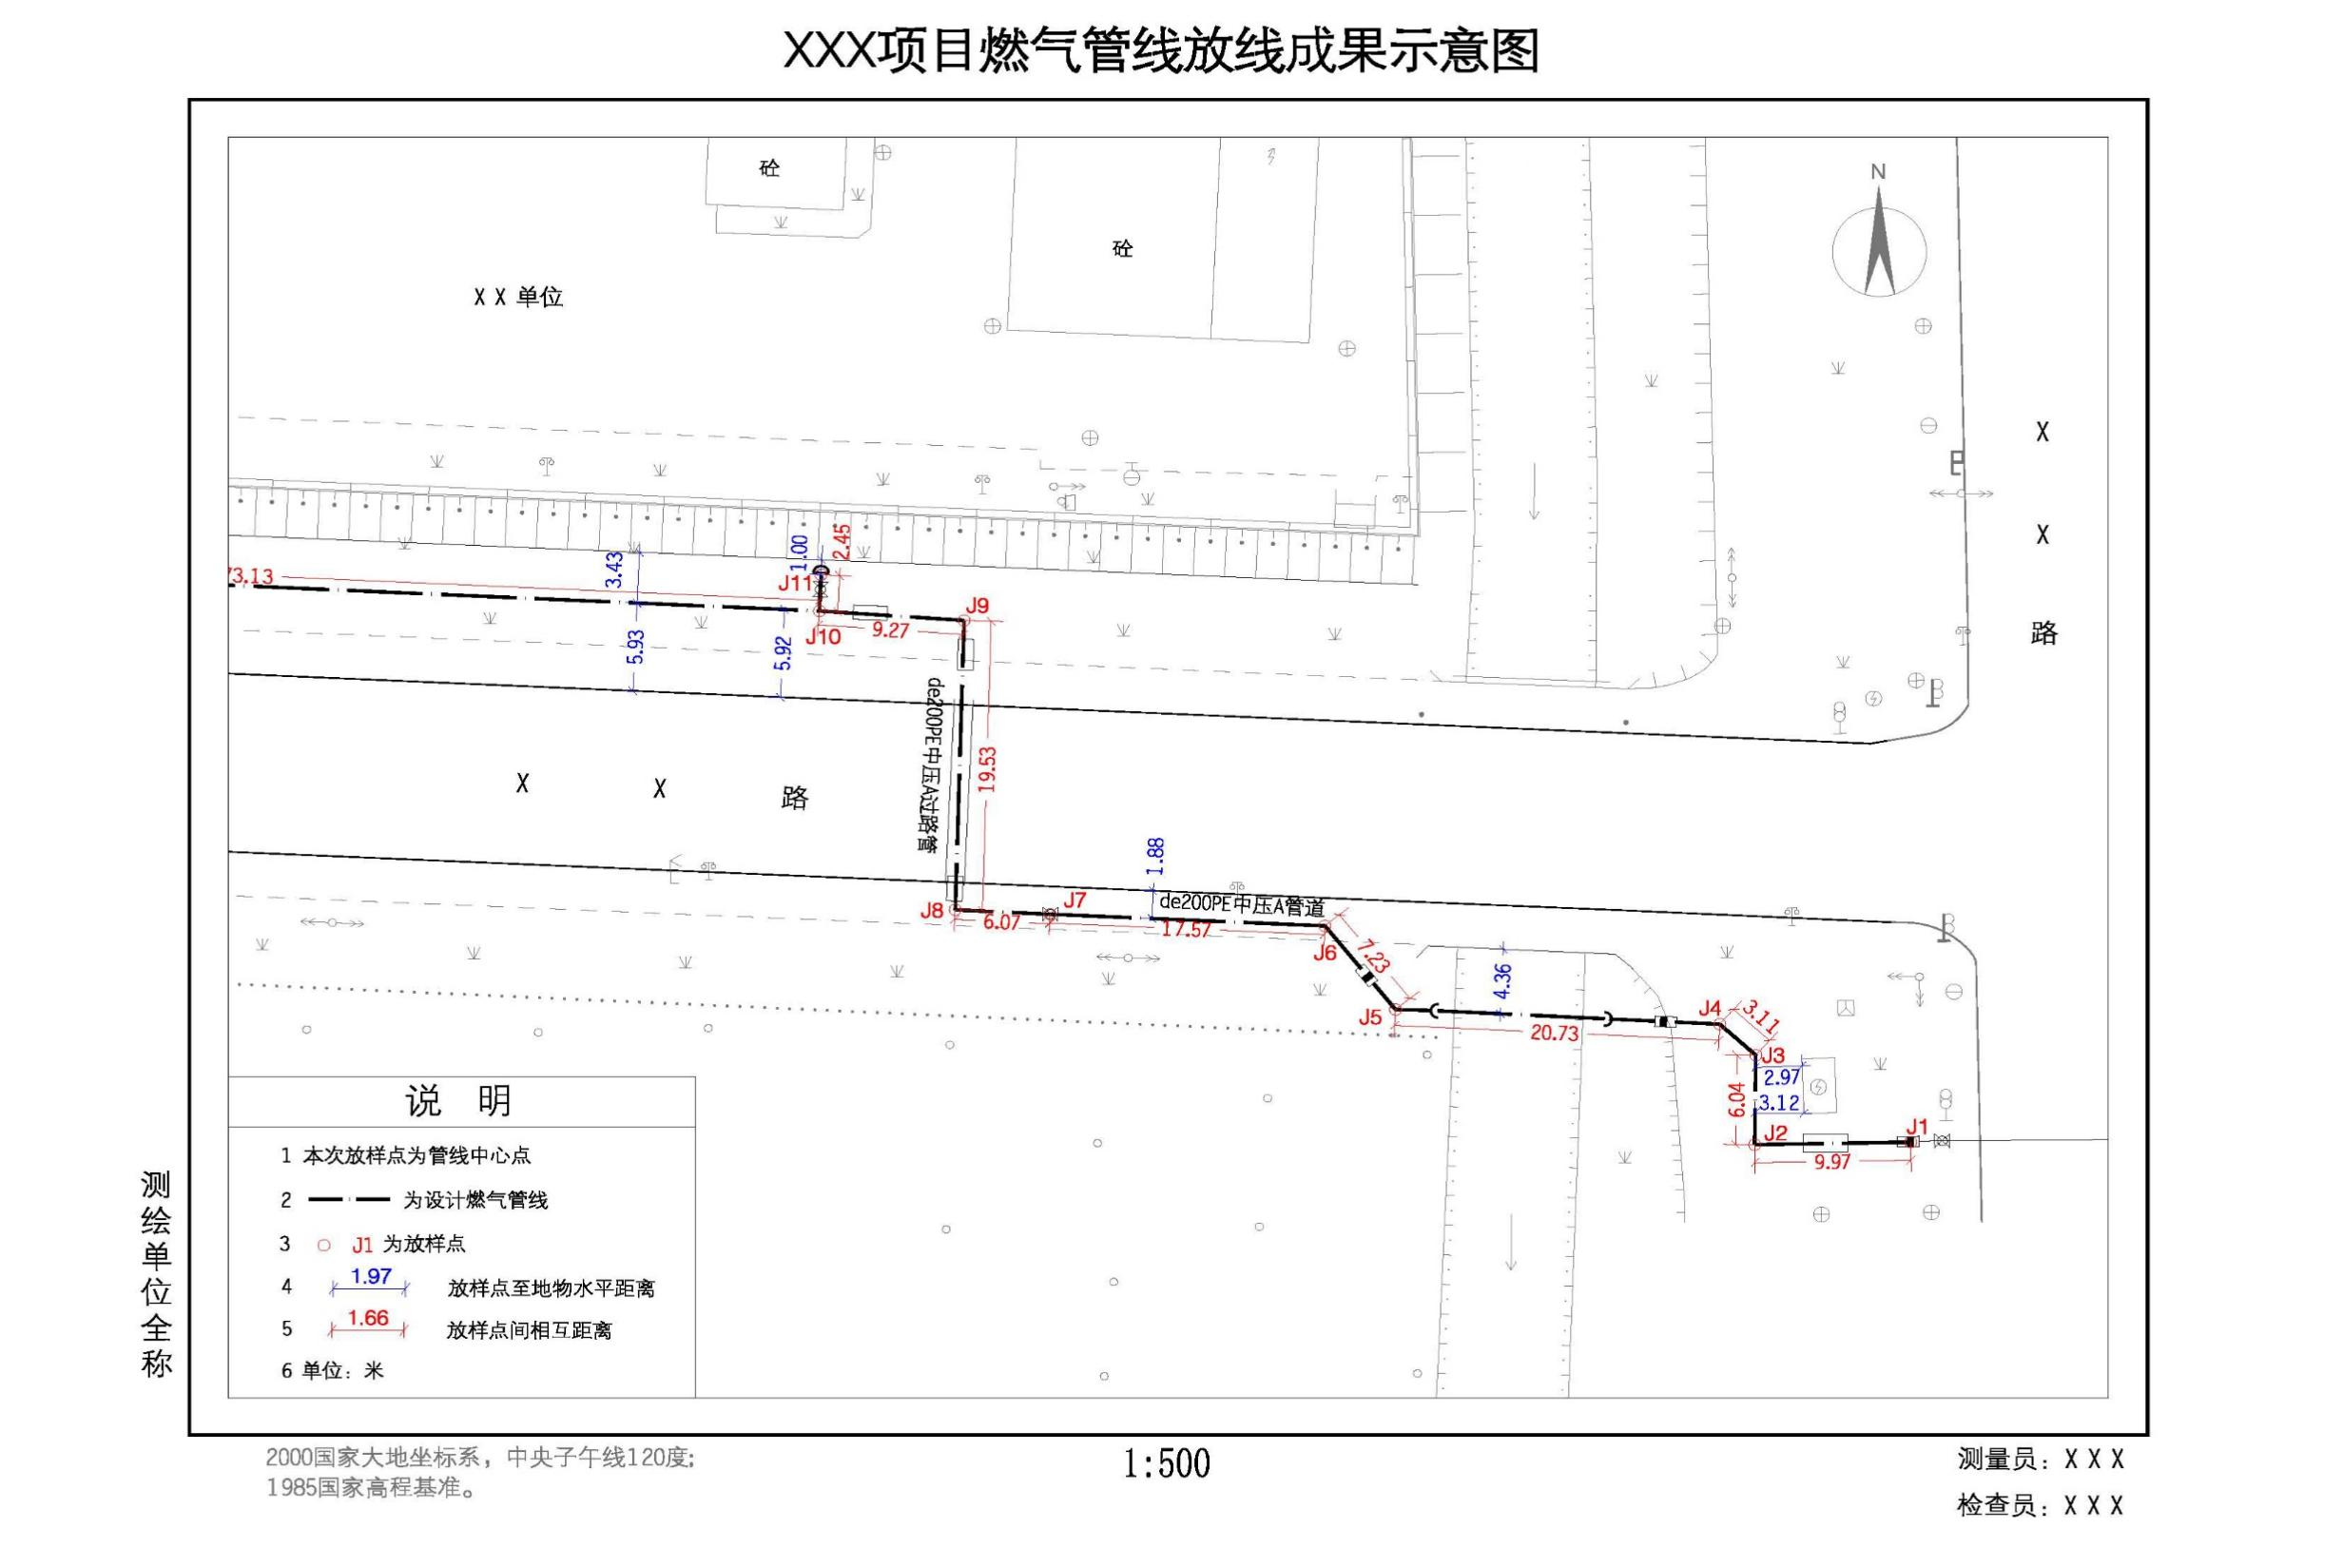 XXX项目燃气管线放线成果示意图
砼
N
砼
X X 单位
X
X
路
3.43
1.00
2.45
73.13
J11
J9
J10
9.27
5.93
5.92
de200PE中压A过路管
19.53
X X 路
1.88
J8
6.07
J7
de200PE中压A管道
17.57
J6
7.23
4.36
J5
20.73
J4
3.11
J3
2.97
6.04
3.12
J2
J1
9.97
说 明
1 本次放样点为管线中心点
2 为设计燃气管线
3 J1 为放样点
4 1.97 放样点至地物水平距离
5 1.66 放样点间相互距离
6 单位：米
测绘单位全称
2000国家大地坐标系，中央子午线120度;
1985国家高程基准。
1:500
测量员：X X X
检查员：X X X